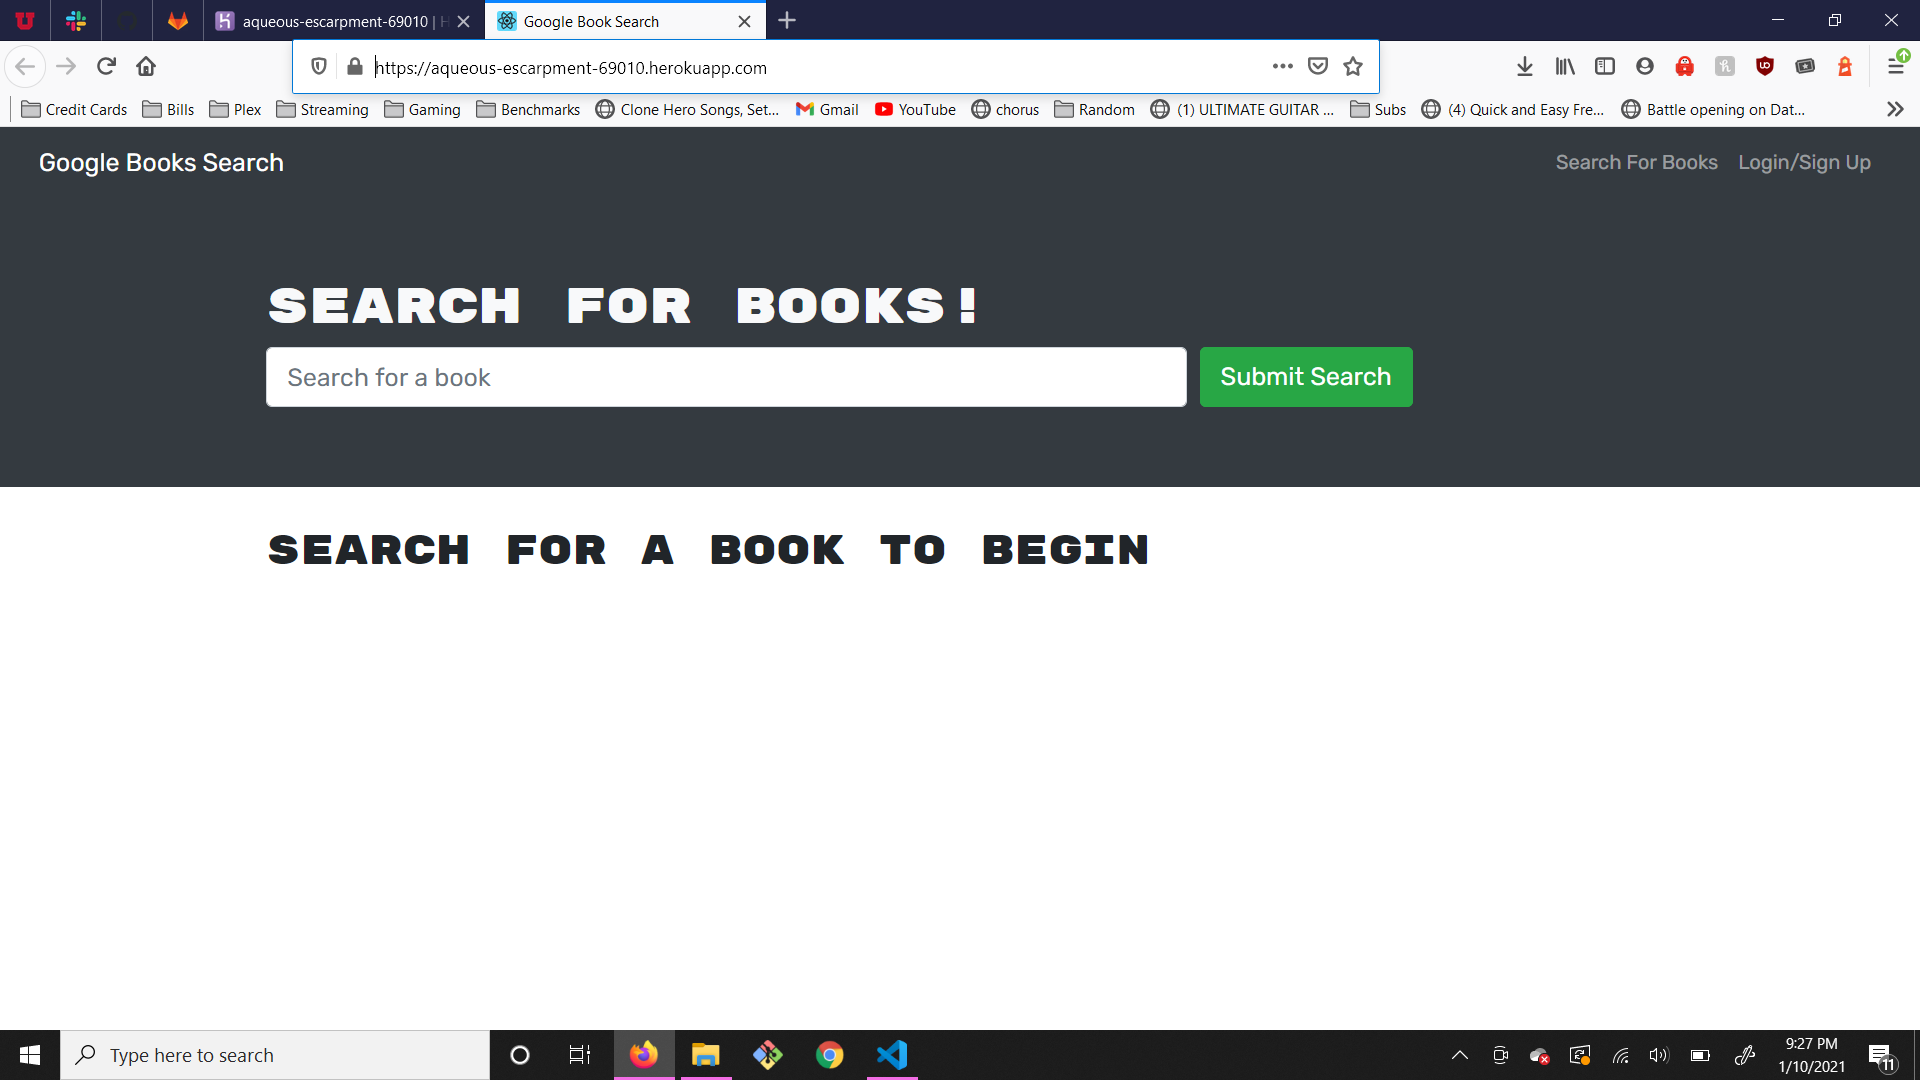 aqueous-escarpment-69010 | H
Google Book Search
https://aqueous-escarpment-69010.herokuapp.com
Credit Cards
Bills
Plex
Streaming
Gaming
Benchmarks
Clone Hero Songs, Set...
Gmail
YouTube
chorus
Random
(1) ULTIMATE GUITAR ...
Subs
(4) Quick and Easy Fre...
Battle opening on Dat...
Google Books Search
Search For Books
Login/Sign Up
SEARCH FOR BOOKS!
Search for a book
Submit Search
SEARCH FOR A BOOK TO BEGIN
Type here to search
9:27 PM
1/10/2021
11